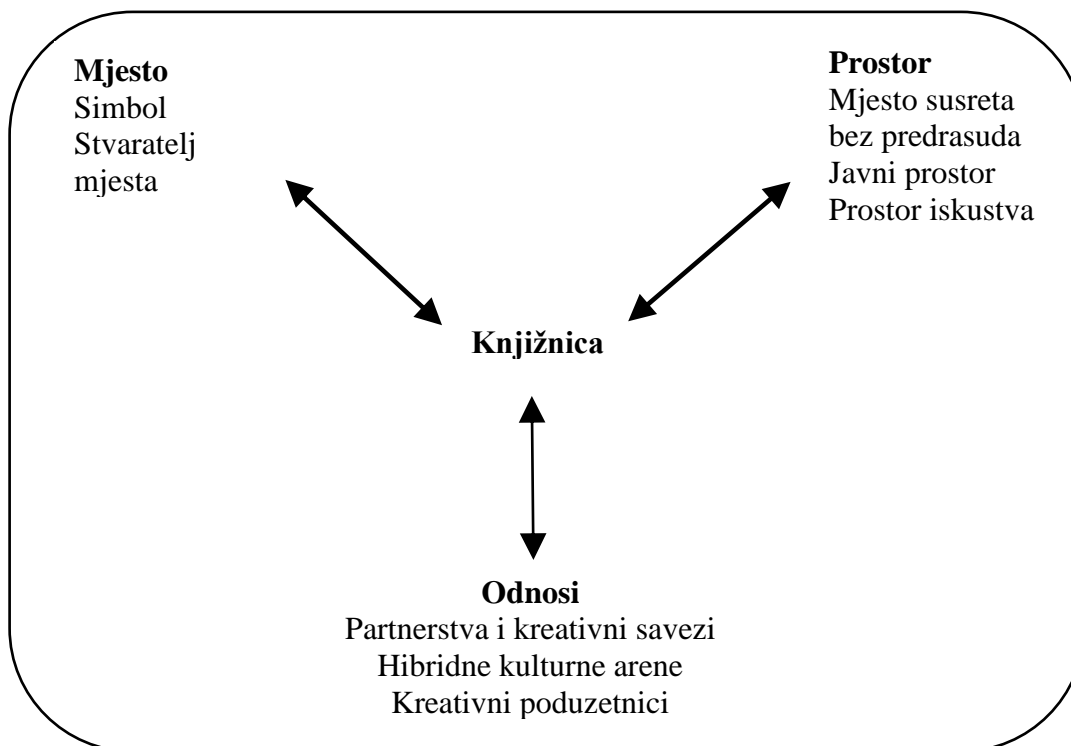 Mjesto
Simbol
Stvaratelj
mjesta
Prostor
Mjesto susreta
bez predrasuda
Javni prostor
Prostor iskustva
Knjižnica
Odnosi
Partnerstva i kreativni savezi
Hibridne kulturne arene
Kreativni poduzetnici